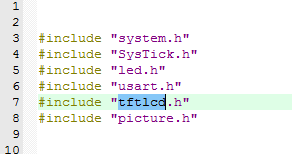 1
2
3 #include "system.h"
4 #include "SysTick.h"
5 #include "led.h"
6 #include "usart.h"
7 #include "tftlcd.h"
8 #include "picture.h"
9
10